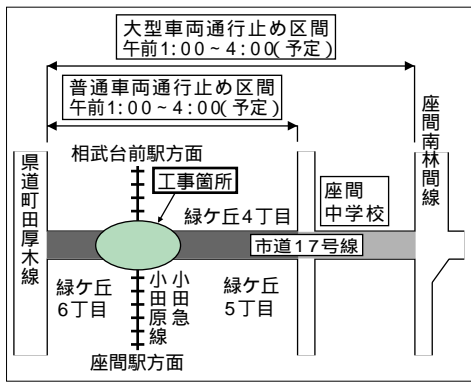 大型車両通行止め区間
午前1:00~4:00(予定)
普通車両通行止め区間
午前1:00~4:00(予定)
座間南林間線
相武台前駅方面
工事箇所
県道町田厚木線
座間
中学校
緑ケ丘4丁目
市道17号線
緑ケ丘
6丁目
小田急
小田原線
緑ケ丘
5丁目
座間駅方面